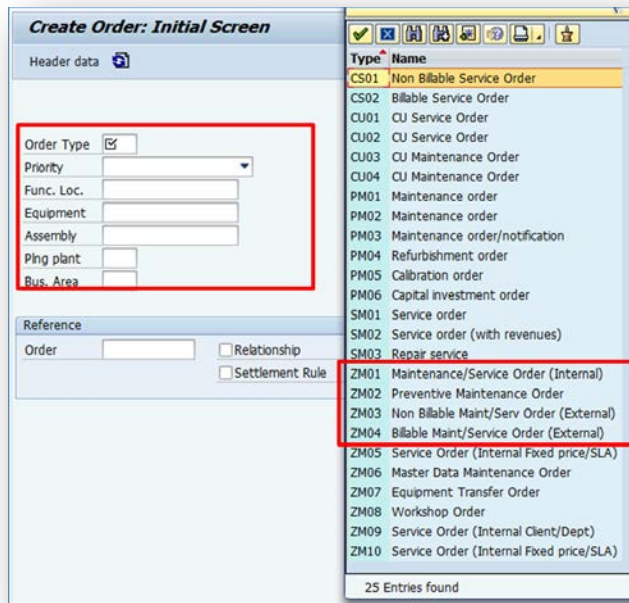 Create Order: Initial Screen
Header data
Order Type
Priority
Func. Loc.
Equipment
Assembly
Plng plant
Bus. Area
Reference
Order
Relationship
Settlement Rule
Type Name
CS01 Non Billable Service Order
CS02 Billable Service Order
CU01 CU Service Order
CU02 CU Service Order
CU03 CU Maintenance Order
CU04 CU Maintenance Order
PM01 Maintenance order
PM02 Maintenance order
PM03 Maintenance order/notification
PM04 Refurbishment order
PM05 Calibration order
PM06 Capital investment order
SM01 Service order
SM02 Service order (with revenues)
SM03 Repair service
ZM01 Maintenance/Service Order (Internal)
ZM02 Preventive Maintenance Order
ZM03 Non Billable Maint/Serv Order (External)
ZM04 Billable Maint/Service Order (External)
ZM05 Service Order (Internal Fixed price/SLA)
ZM06 Master Data Maintenance Order
ZM07 Equipment Transfer Order
ZM08 Workshop Order
ZM09 Service Order (Internal Client/Dept)
ZM10 Service Order (Internal Fixed price/SLA)
25 Entries found